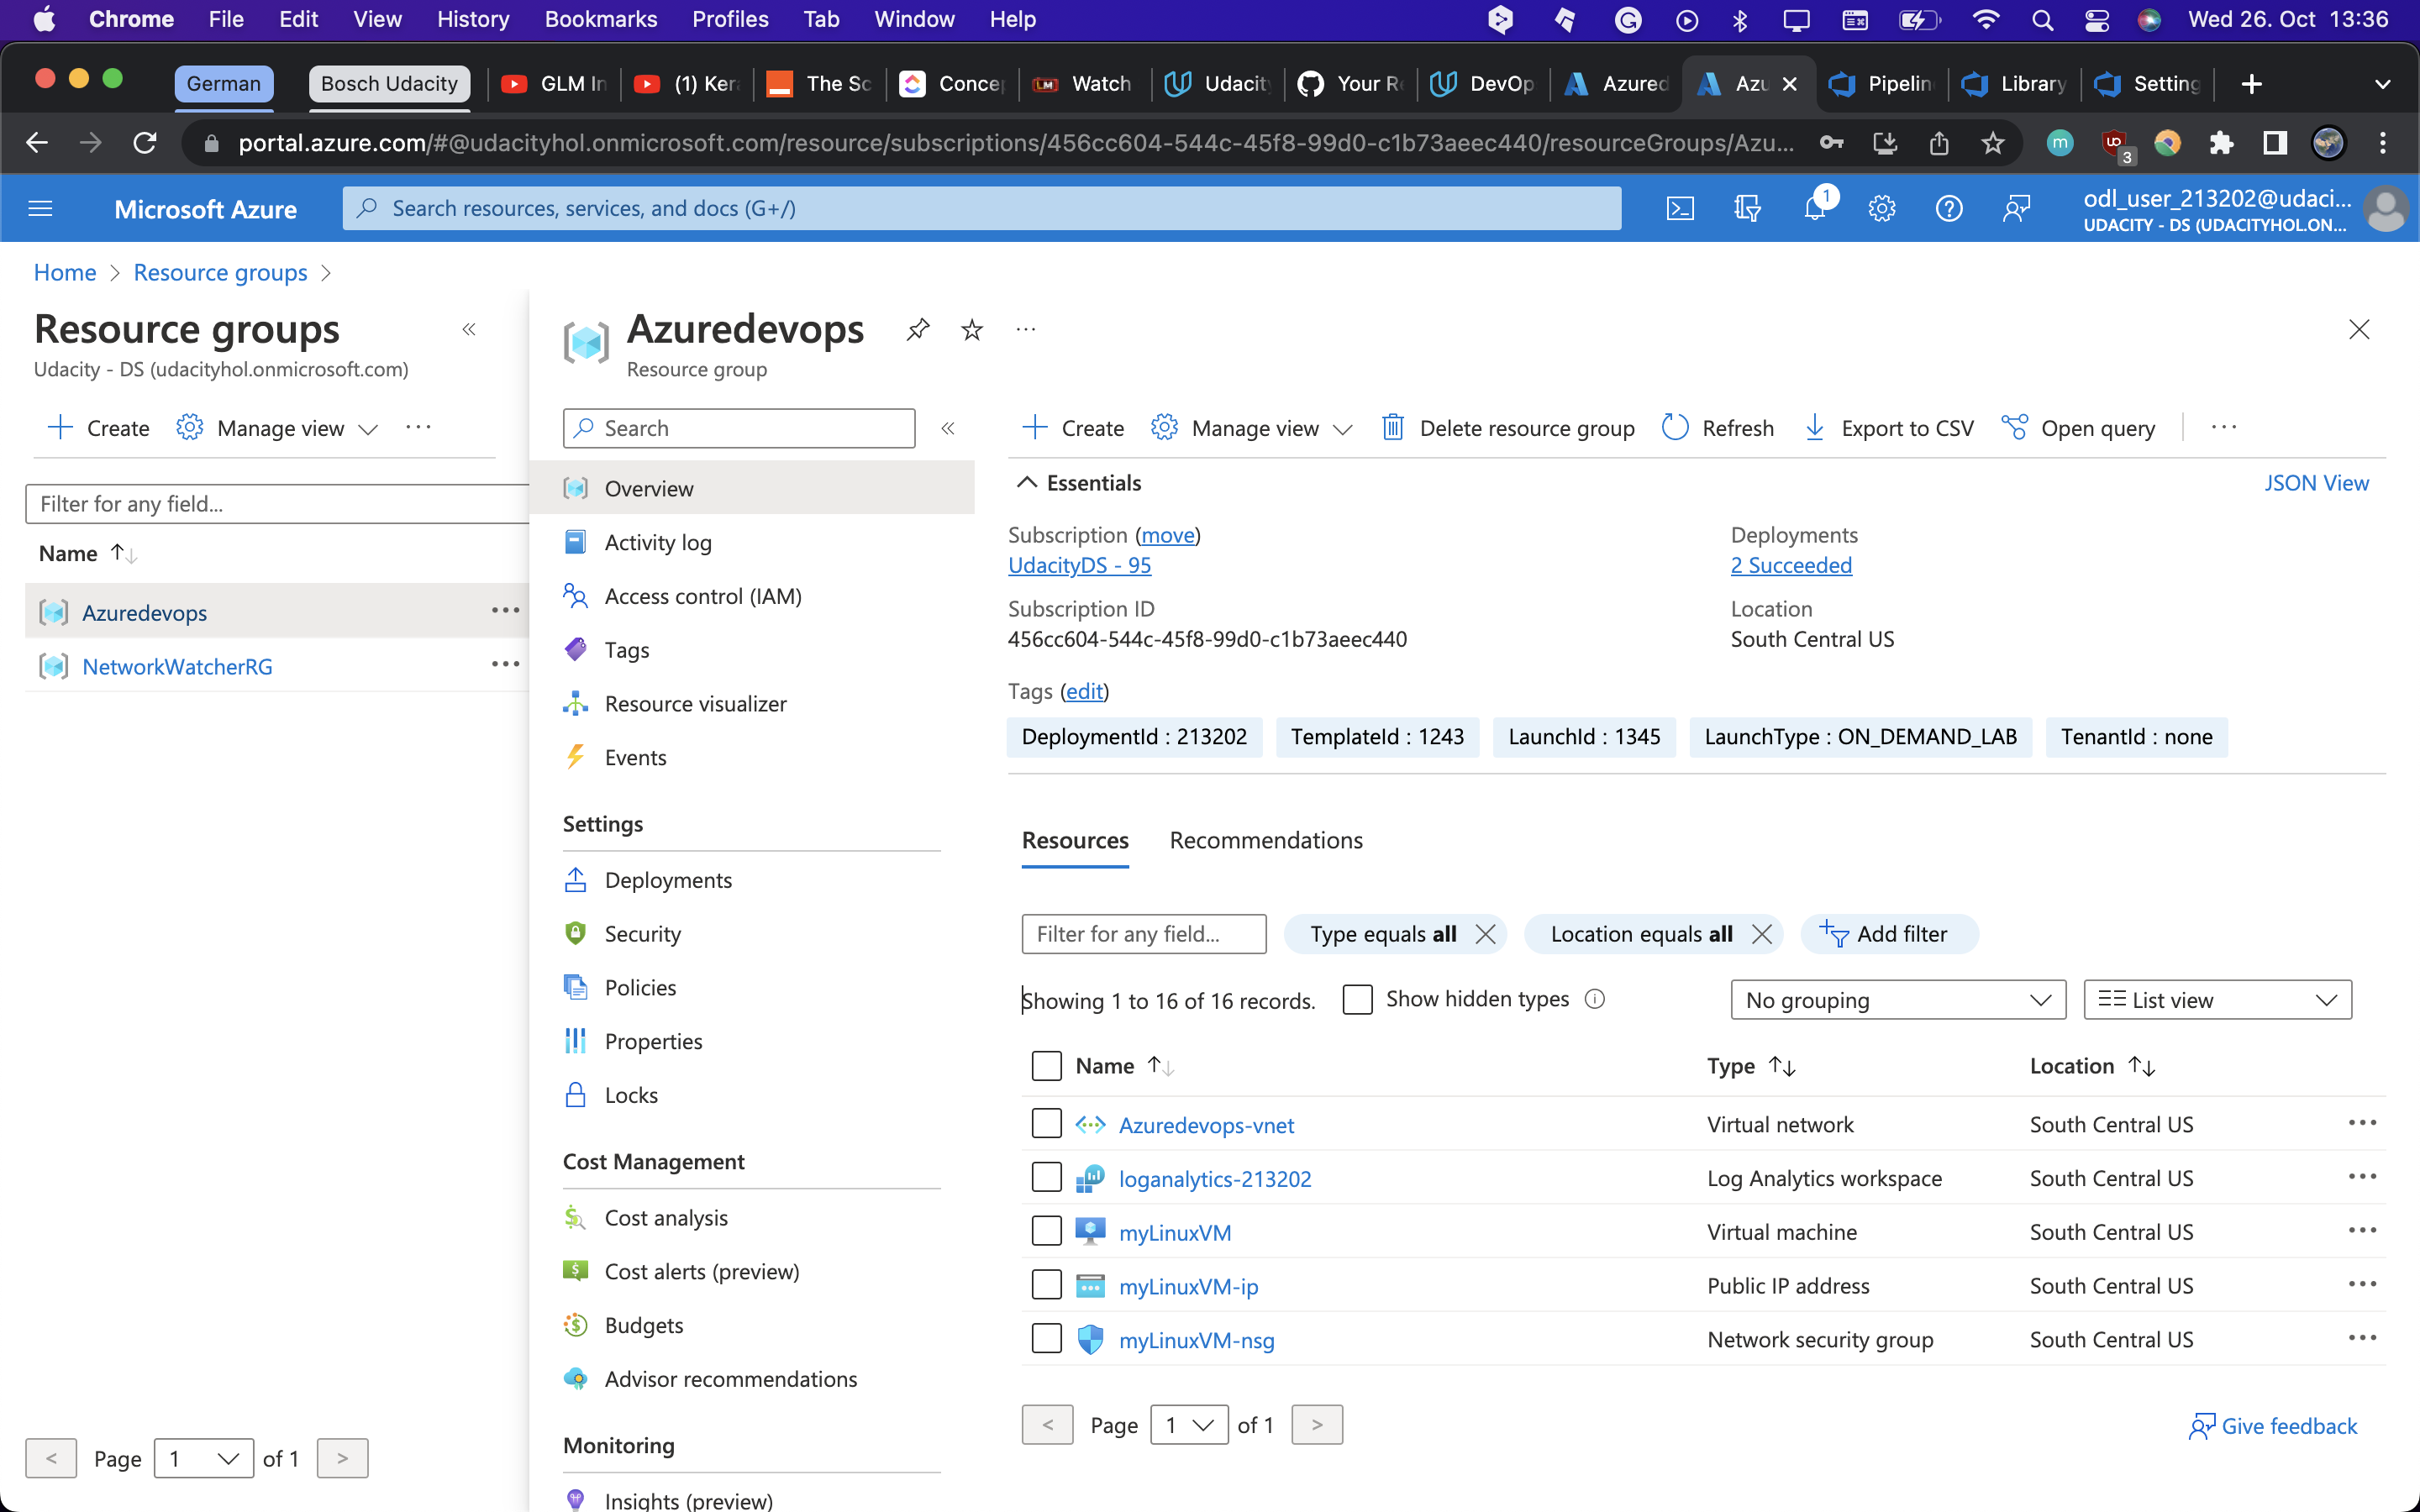 Chrome File Edit View History Bookmarks Profiles Tab Window Help Wed 26. Oct 13:36
German Bosch Udacity GLM In (1) Ker The Sc Concep Watch Udacit Your Re DevOp Azured Azu Pipelin Library Setting
portal.azure.com/#@udacityhol.onmicrosoft.com/resource/subscriptions/456cc604-544c-45f8-99d0-c1b73aeec440/resourceGroups/Azu... m 3
Microsoft Azure Search resources, services, and docs (G+/) 1 odl_user_213202@udaci...
UDACITY - DS (UDACITYHOL.ON...
Home > Resource groups >
Resource groups
Udacity - DS (udacityhol.onmicrosoft.com)
Create Manage view ...
Filter for any field...
Name
Azuredevops
NetworkWatcherRG
< Page 1 of 1 >
Azuredevops
Resource group
Search
Overview
Activity log
Access control (IAM)
Tags
Resource visualizer
Events
Settings
Deployments
Security
Policies
Properties
Locks
Cost Management
Cost analysis
Cost alerts (preview)
Budgets
Advisor recommendations
Monitoring
Insights (preview)
Create Manage view Delete resource group Refresh Export to CSV Open query ...
Essentials JSON View
Subscription (move)
UdacityDS - 95
Subscription ID
456cc604-544c-45f8-99d0-c1b73aeec440
Deployments
2 Succeeded
Location
South Central US
Tags (edit)
DeploymentId : 213202 TemplateId : 1243 LaunchId : 1345 LaunchType : ON_DEMAND_LAB TenantId : none
Resources Recommendations
Filter for any field... Type equals all Location equals all Add filter
Showing 1 to 16 of 16 records. Show hidden types No grouping List view
Name Type Location
Azuredevops-vnet Virtual network South Central US
loganalytics-213202 Log Analytics workspace South Central US
myLinuxVM Virtual machine South Central US
myLinuxVM-ip Public IP address South Central US
myLinuxVM-nsg Network security group South Central US
< Page 1 of 1 > Give feedback